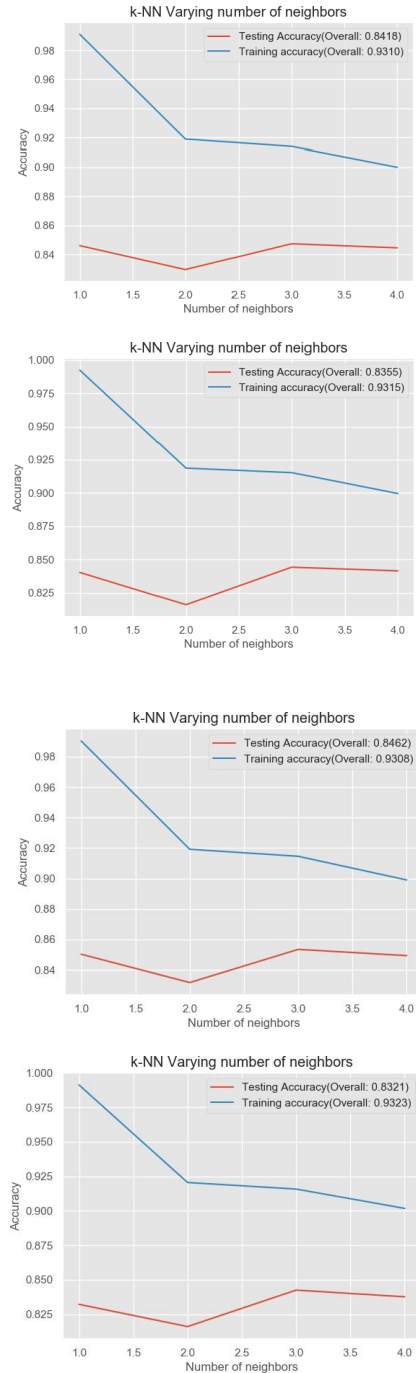 k-NN Varying number of neighbors
Testing Accuracy(Overall: 0.8418)
Training accuracy(Overall: 0.9310)
0.98
0.96
0.94
0.92
0.90
0.88
0.86
0.84
Accuracy
1.0 1.5 2.0 2.5 3.0 3.5 4.0
Number of neighbors
k-NN Varying number of neighbors
Testing Accuracy(Overall: 0.8355)
Training accuracy(Overall: 0.9315)
1.000
0.975
0.950
0.925
0.900
0.875
0.850
0.825
Accuracy
1.0 1.5 2.0 2.5 3.0 3.5 4.0
Number of neighbors
k-NN Varying number of neighbors
Testing Accuracy(Overall: 0.8462)
Training accuracy(Overall: 0.9308)
0.98
0.96
0.94
0.92
0.90
0.88
0.86
0.84
Accuracy
1.0 1.5 2.0 2.5 3.0 3.5 4.0
Number of neighbors
k-NN Varying number of neighbors
Testing Accuracy(Overall: 0.8321)
Training accuracy(Overall: 0.9323)
1.000
0.975
0.950
0.925
0.900
0.875
0.850
0.825
Accuracy
1.0 1.5 2.0 2.5 3.0 3.5 4.0
Number of neighbors